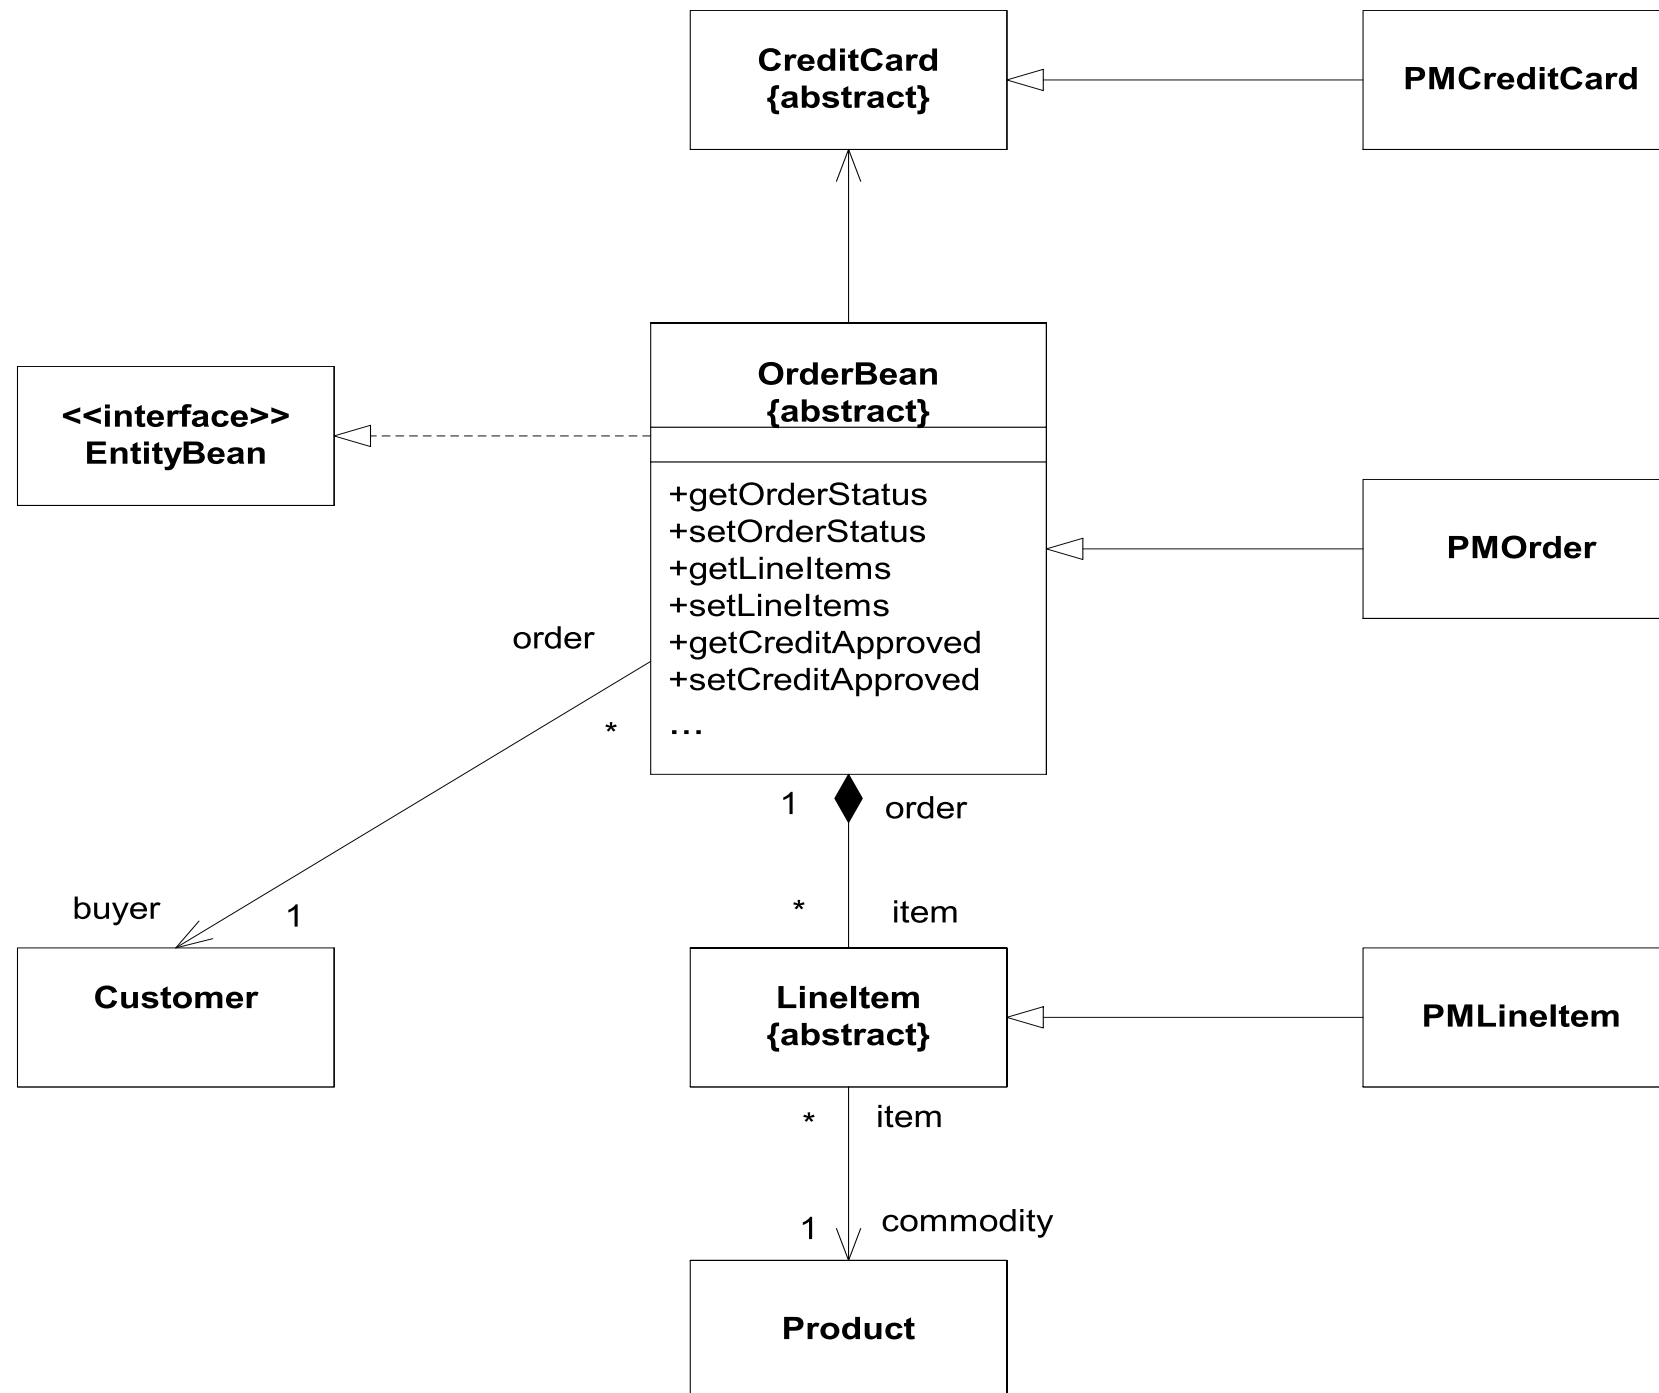 CreditCard
{abstract}
PMCreditCard
<<interface>>
EntityBean
OrderBean
{abstract}
+getOrderStatus
+setOrderStatus
+getLineItems
+setLineItems
+getCreditApproved
+setCreditApproved
...
PMOrder
order
*
buyer
1
Customer
1
order
*
item
LineItem
{abstract}
PMLineItem
*
item
1
commodity
Product